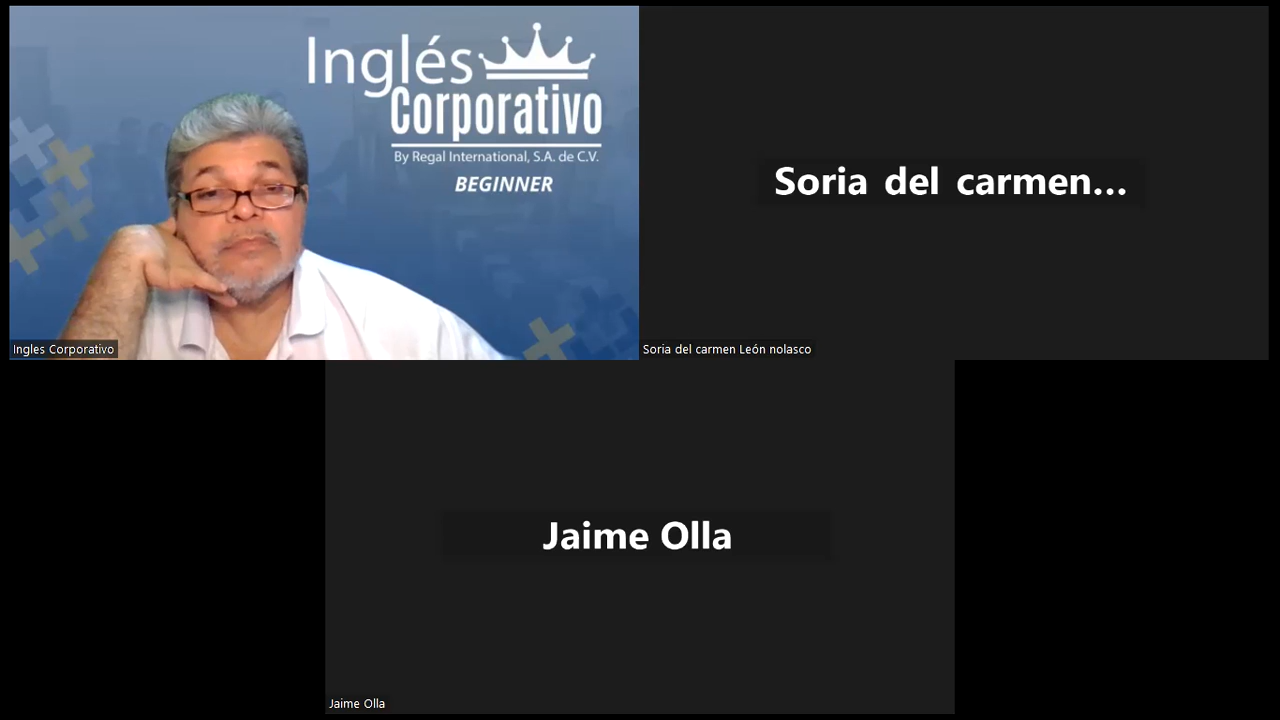 Inglés
Corporativo
By Regal International, S.A. de C.V.
BEGINNER
Ingles Corporativo
Soria del carmen...
Soria del carmen León nolasco
Jaime Olla
Jaime Olla